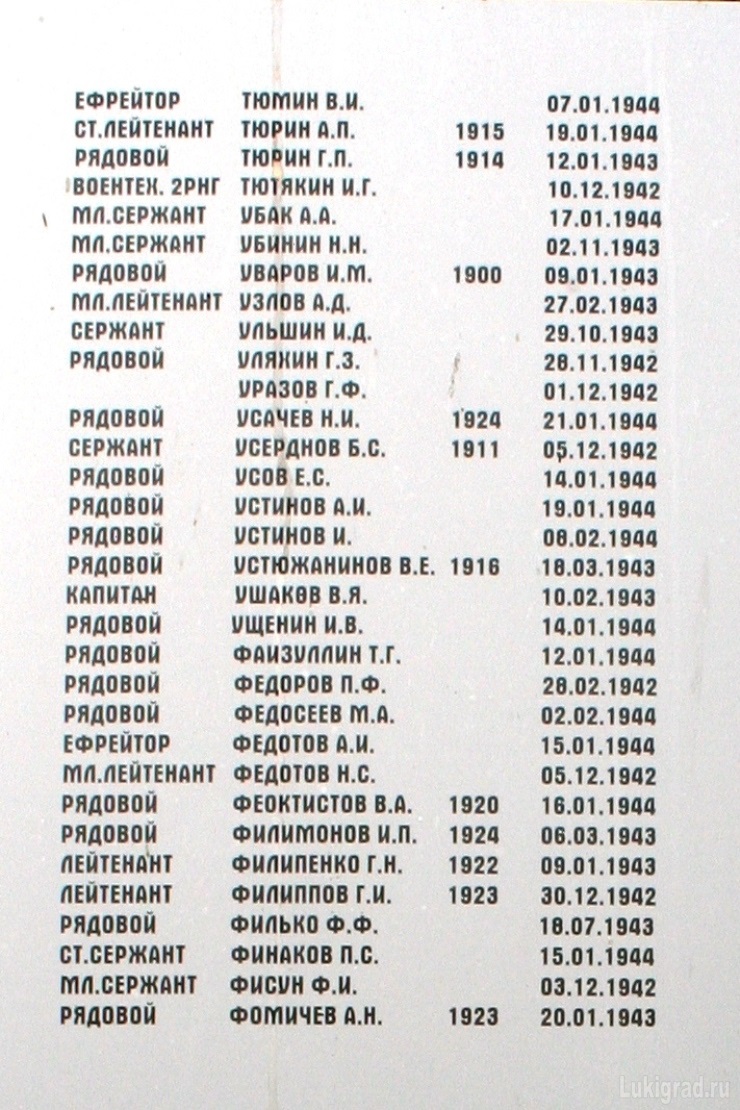 ЕФРЕЙТОР ТЮМИН В.И. 07.01.1944
СТ.ЛЕЙТЕНАНТ ТЮРИН А.П. 1915 19.01.1944
РЯДОВОЙ ТЮРИН Г.П. 1914 12.01.1943
ВОЕНТЕХ. 2РНГ ТЮТЯКИН И.Г. 10.12.1942
МЛ.СЕРЖАНТ УБАК А.А. 17.01.1944
МЛ.СЕРЖАНТ УБИНИН Н.Н. 02.11.1943
РЯДОВОЙ УВАРОВ И.М. 1900 09.01.1943
МЛ.ЛЕЙТЕНАНТ УЗЛОВ А.Д. 27.02.1943
СЕРЖАНТ УЛЬШИН И.Д. 29.10.1943
РЯДОВОЙ УЛЯХИН Г.З. 28.11.1942
УРАЗОВ Г.Ф. 01.12.1942
РЯДОВОЙ УСАЧЕВ Н.И. 1924 21.01.1944
СЕРЖАНТ УСЕРДНОВ Б.С. 1911 05.12.1942
РЯДОВОЙ УСОВ Е.С. 14.01.1944
РЯДОВОЙ УСТИНОВ А.И. 19.01.1944
РЯДОВОЙ УСТИНОВ И. 08.02.1944
РЯДОВОЙ УСТЮЖАНИНОВ В.Е. 1916 18.03.1943
КАПИТАН УШАКОВ В.Я. 10.02.1943
РЯДОВОЙ УЩЕНИН И.В. 14.01.1944
РЯДОВОЙ ФАИЗУЛЛИН Т.Г. 12.01.1944
РЯДОВОЙ ФЕДОРОВ П.Ф. 28.02.1942
РЯДОВОЙ ФЕДОСЕЕВ М.А. 02.02.1944
ЕФРЕЙТОР ФЕДОТОВ А.И. 15.01.1944
МЛ.ЛЕЙТЕНАНТ ФЕДОТОВ Н.С. 05.12.1942
РЯДОВОЙ ФЕОКТИСТОВ В.А. 1920 16.01.1944
РЯДОВОЙ ФИЛИМОНОВ И.П. 1924 06.03.1943
ЛЕЙТЕНАНТ ФИЛИПЕНКО Г.Н. 1922 09.01.1943
ЛЕЙТЕНАНТ ФИЛИППОВ Г.И. 1923 30.12.1942
РЯДОВОЙ ФИЛЬКО Ф.Ф. 18.07.1943
СТ.СЕРЖАНТ ФИНАКОВ П.С. 15.01.1944
МЛ.СЕРЖАНТ ФИСУН Ф.И. 03.12.1942
РЯДОВОЙ ФОМИЧЕВ А.Н. 1923 20.01.1943
Lukigrad.ru